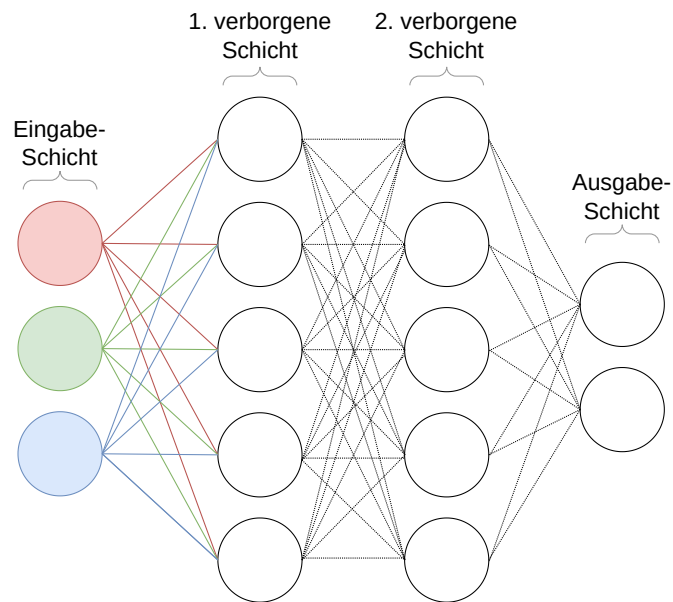 1. verborgene
Schicht
2. verborgene
Schicht
Eingabe-
Schicht
Ausgabe-
Schicht